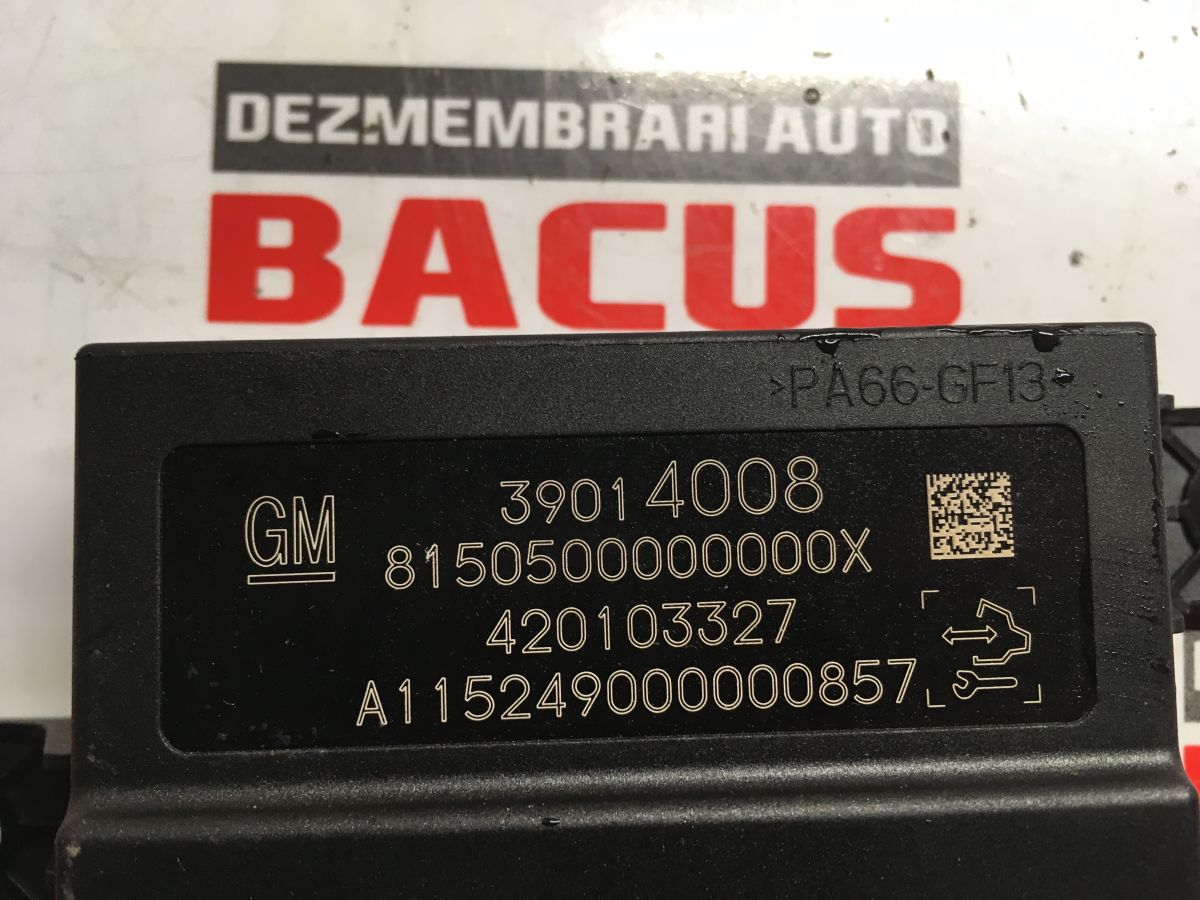 DEZMEMBRARI AUTO
BACUS
>PA66-GF13<
GM
39014008
8150500000000X
420103327
A115249000000857